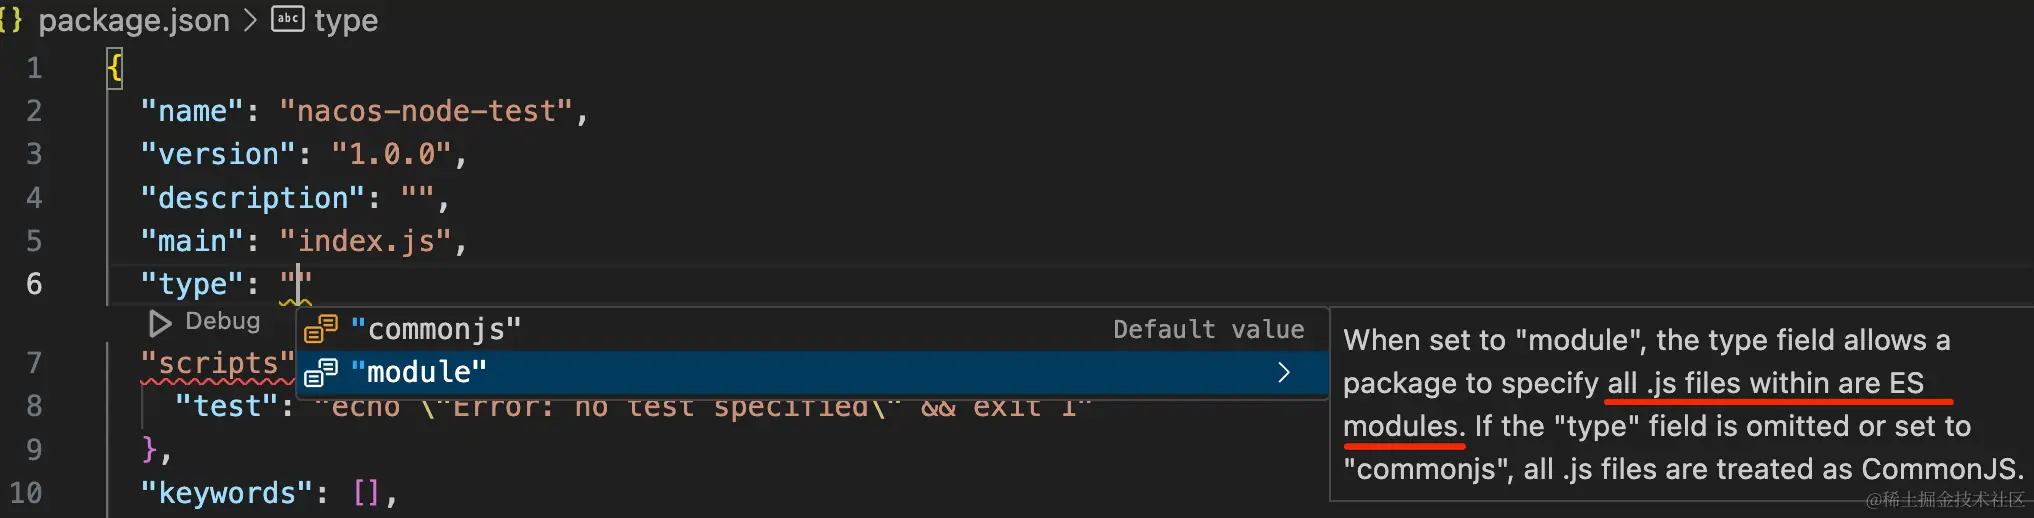 {} package.json > abc type
1 {
2 "name": "nacos-node-test",
3 "version": "1.0.0",
4 "description": "",
5 "main": "index.js",
6 "type": ""
Debug
"commonjs" Default value
"module" >
7 "scripts"
8 "test": "echo \"Error: no test specified\" && exit 1"
9 },
10 "keywords": [],
When set to "module", the type field allows a
package to specify all .js files within are ES
modules. If the "type" field is omitted or set to
"commonjs", all .js files are treated as CommonJS.
@稀土掘金技术社区